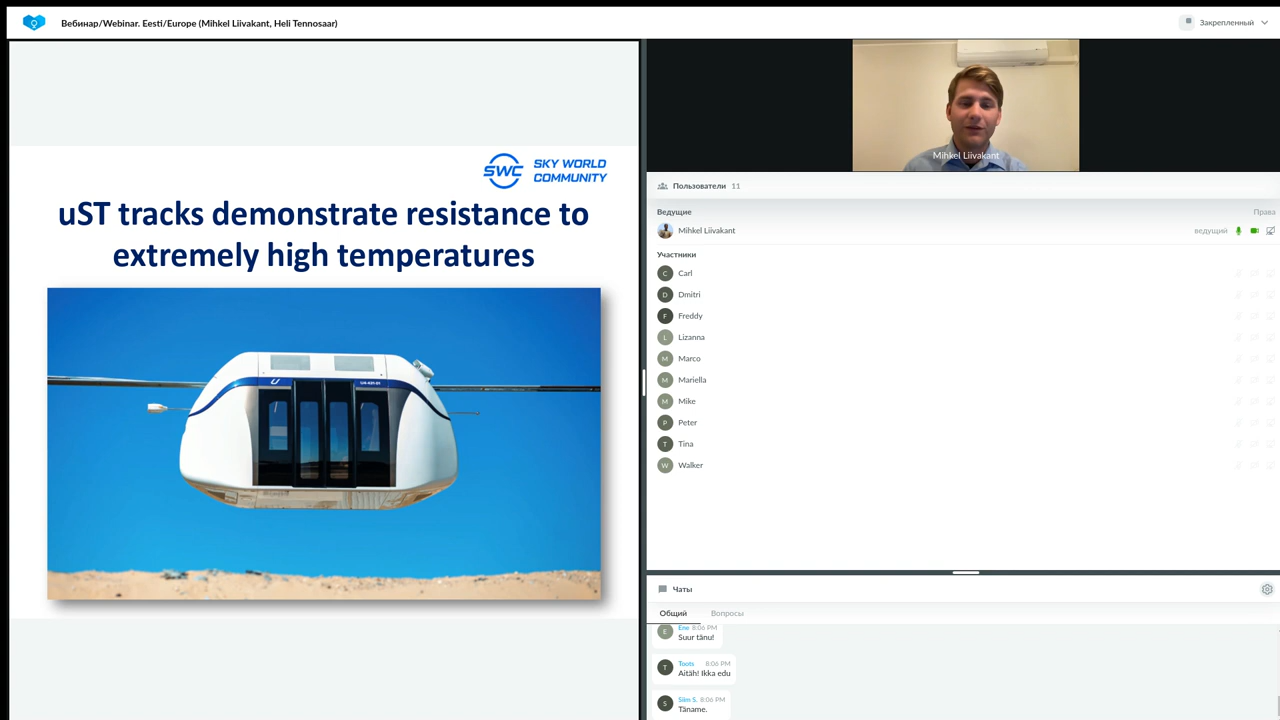 Вебинар/Webinar. Eesti/Europe (Mihkel Liivakant, Heli Tennosaar)
Закрепленный
SWC SKY WORLD
COMMUNITY
uST tracks demonstrate resistance to
extremely high temperatures
Mihkel Liivakant
Пользователи 11
Ведущие Права
Mihkel Liivakant ведущий
Участники
C Carl
D Dmitri
F Freddy
L Lizanna
M Marco
M Mariella
M Mike
P Peter
T Tina
W Walker
Чаты
Общий Вопросы
E Ene 8:06 PM
Suur tänu!
T Toots 8:06 PM
Aitäh! Ikka edu
S Siim S. 8:06 PM
Täname.